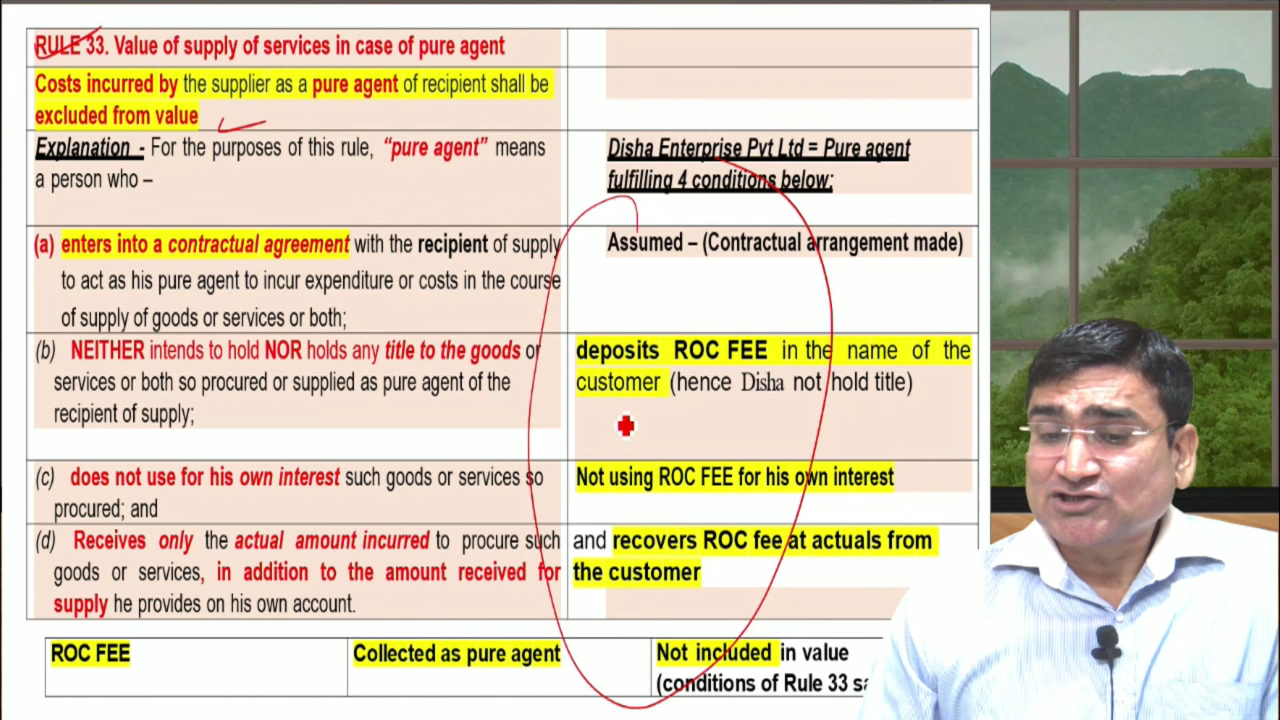 RULE 33. Value of supply of services in case of pure agent
Costs incurred by the supplier as a pure agent of recipient shall be
excluded from value
Explanation - For the purposes of this rule, “pure agent” means
a person who –
Disha Enterprise Pvt Ltd = Pure agent
fulfilling 4 conditions below;
(a) enters into a contractual agreement with the recipient of supply
to act as his pure agent to incur expenditure or costs in the course
of supply of goods or services or both;
Assumed – (Contractual arrangement made)
(b) NEITHER intends to hold NOR holds any title to the goods or
services or both so procured or supplied as pure agent of the
recipient of supply;
deposits ROC FEE in the name of the
customer (hence Disha not hold title)
(c) does not use for his own interest such goods or services so
procured; and
Not using ROC FEE for his own interest
(d) Receives only the actual amount incurred to procure such
goods or services, in addition to the amount received for
supply he provides on his own account.
and recovers ROC fee at actuals from
the customer
ROC FEE
Collected as pure agent
Not included in value
(conditions of Rule 33